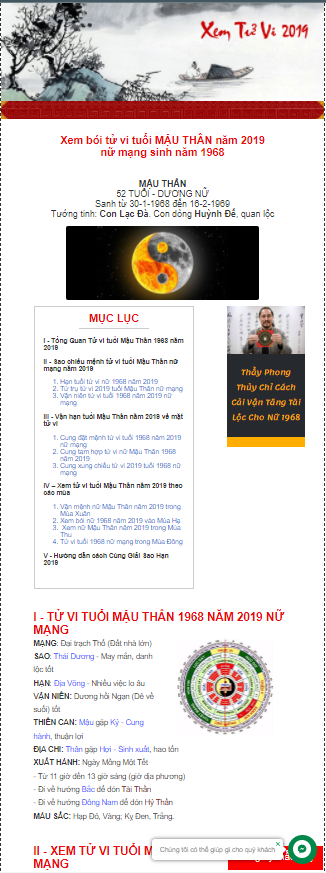 Xem Tử Vi 2019
Xem bói tử vi tuổi MẬU THÂN năm 2019
nữ mạng sinh năm 1968
MẬU THÂN
52 TUỔI - DƯƠNG NỮ
Sanh từ 30-1-1968 đến 16-2-1969
Tướng tinh: Con Lạc Đà. Con dòng Huỳnh Đế, quan lộc
MỤC LỤC
I - Tổng Quan Tử vi tuổi Mậu Thân 1968 năm
2019
II - Sao chiếu mệnh tử vi tuổi Mậu Thân nữ
mạng năm 2019
1. Hạn tuổi tử vi nữ 1968 năm 2019
2. Tứ trụ tử vi 2019 tuổi Mậu Thân nữ mạng
3. Vận niên tử vi tuổi 1968 năm 2019 nữ
mạng
III - Vận hạn tuổi Mậu Thân năm 2019 về mặt
tử vi
1. Cung đặt mệnh tử vi tuổi 1968 năm 2019
nữ mạng
2. Cung tam hợp tử vi nữ Mậu Thân 1968
năm 2019
3. Cung xung chiếu tử vi 2019 tuổi 1968 nữ
mạng
IV – Xem tử vi tuổi Mậu Thân năm 2019 theo
các mùa
1. Vận mệnh nữ Mậu Thân năm 2019 trong
Mùa Xuân
2. Xem bói nữ 1968 năm 2019 vào Mùa Hạ
3. Xem nữ Mậu Thân năm 2019 trong Mùa
Thu
4. Tử vi tuổi 1968 nữ mạng trong Mùa Đông
V - Hướng dẫn cách Cúng Giải Sao Hạn
2019
Thầy Phong
Thủy Chỉ Cách
Cải Vận Tăng Tài
Lộc Cho Nữ 1968
I - TỬ VI TUỔI MẬU THÂN 1968 NĂM 2019 NỮ
MẠNG
MẠNG: Đại trạch Thổ (Đất nhà lớn)
SAO: Thái Dương - May mắn, danh
lộc tốt
HẠN: Địa Võng - Nhiều việc lo âu
VẬN NIÊN: Dương hồi Ngạn (Dê về
suối) tốt
THIÊN CAN: Mậu gặp Kỷ - Cung
hành, thuận lợi
ĐỊA CHI: Thân gặp Hợi - Sinh xuất, hao tốn
XUẤT HÀNH: Ngày Mồng Một Tết
- Từ 11 giờ đến 13 giờ sáng (giờ địa phương)
- Đi về hướng Bắc để đón Tài Thần
- Đi về hướng Đông Nam để đón Hỷ Thần
MÀU SẮC: Hạp Đỏ, Vàng; Kỵ Đen, Trắng.
Chúng tôi có thể giúp gì cho quý khách
II - XEM TỬ VI TUỔI M
MẠNG